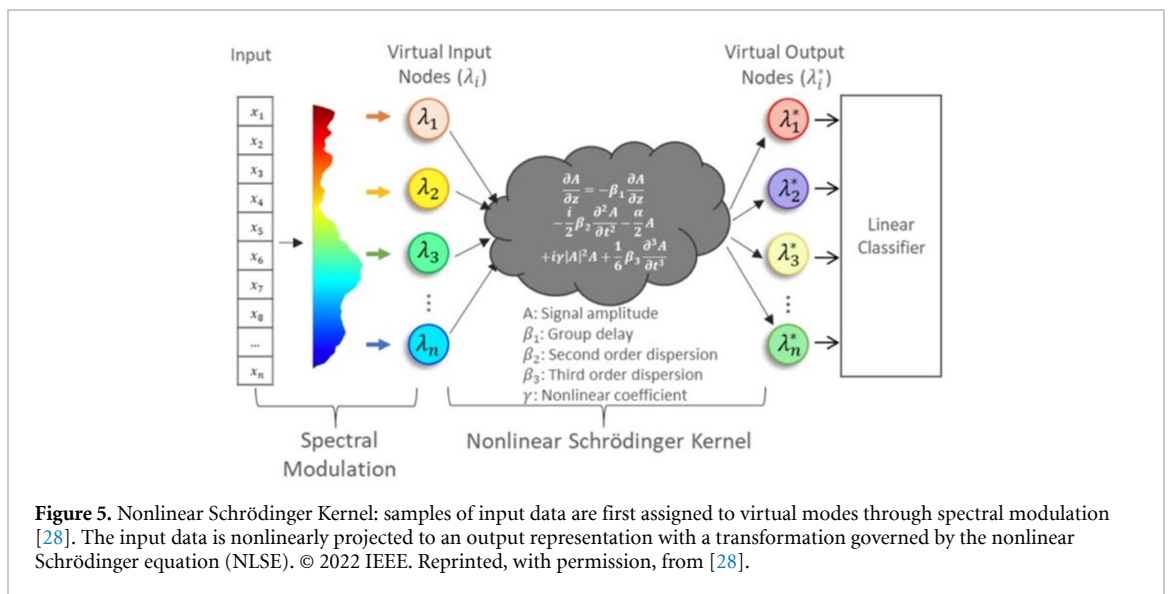 Input
Virtual Input
Nodes (λᵢ)
Virtual Output
Nodes (λᵢ*)
x₁
x₂
x₃
x₄
x₅
x₆
x₇
x₈
...
xₙ
λ₁
λ₂
λ₃
⋮
λₙ
∂A/∂z = −β₁ ∂A/∂z
− i/2 β₂ ∂²A/∂t² − α/2 A
+iγ|A|²A + 1/6 β₃ ∂³A/∂t³
A: Signal amplitude
β₁: Group delay
β₂: Second order dispersion
β₃: Third order dispersion
γ: Nonlinear coefficient
λ₁*
λ₂*
λ₃*
⋮
λₙ*
Linear
Classifier
Spectral
Modulation
Nonlinear Schrödinger Kernel
Figure 5. Nonlinear Schrödinger Kernel: samples of input data are first assigned to virtual modes through spectral modulation
[28]. The input data is nonlinearly projected to an output representation with a transformation governed by the nonlinear
Schrödinger equation (NLSE). © 2022 IEEE. Reprinted, with permission, from [28].